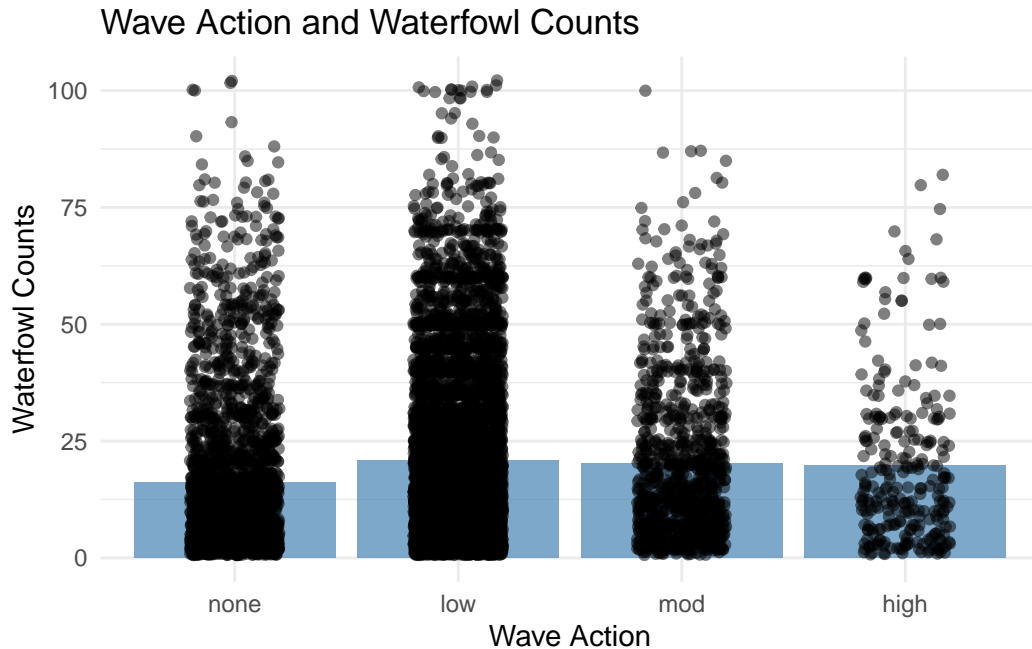 Wave Action and Waterfowl Counts
100
75
50
25
0
Waterfowl Counts
none
low
mod
high
Wave Action